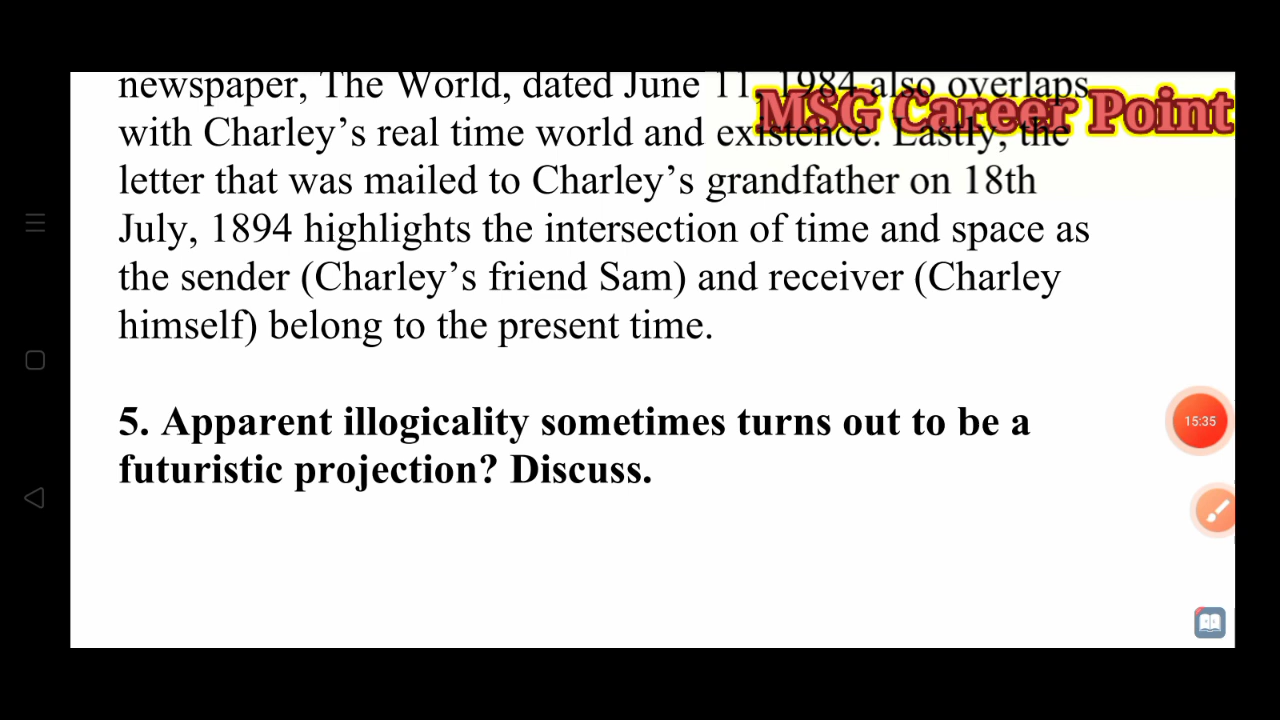 newspaper, The World, dated June 11, 1984 also overlaps
MSG Career Point
with Charley’s real time world and existence. Lastly, the
letter that was mailed to Charley’s grandfather on 18th
July, 1894 highlights the intersection of time and space as
the sender (Charley’s friend Sam) and receiver (Charley
himself) belong to the present time.
5. Apparent illogicality sometimes turns out to be a
15:35
futuristic projection? Discuss.